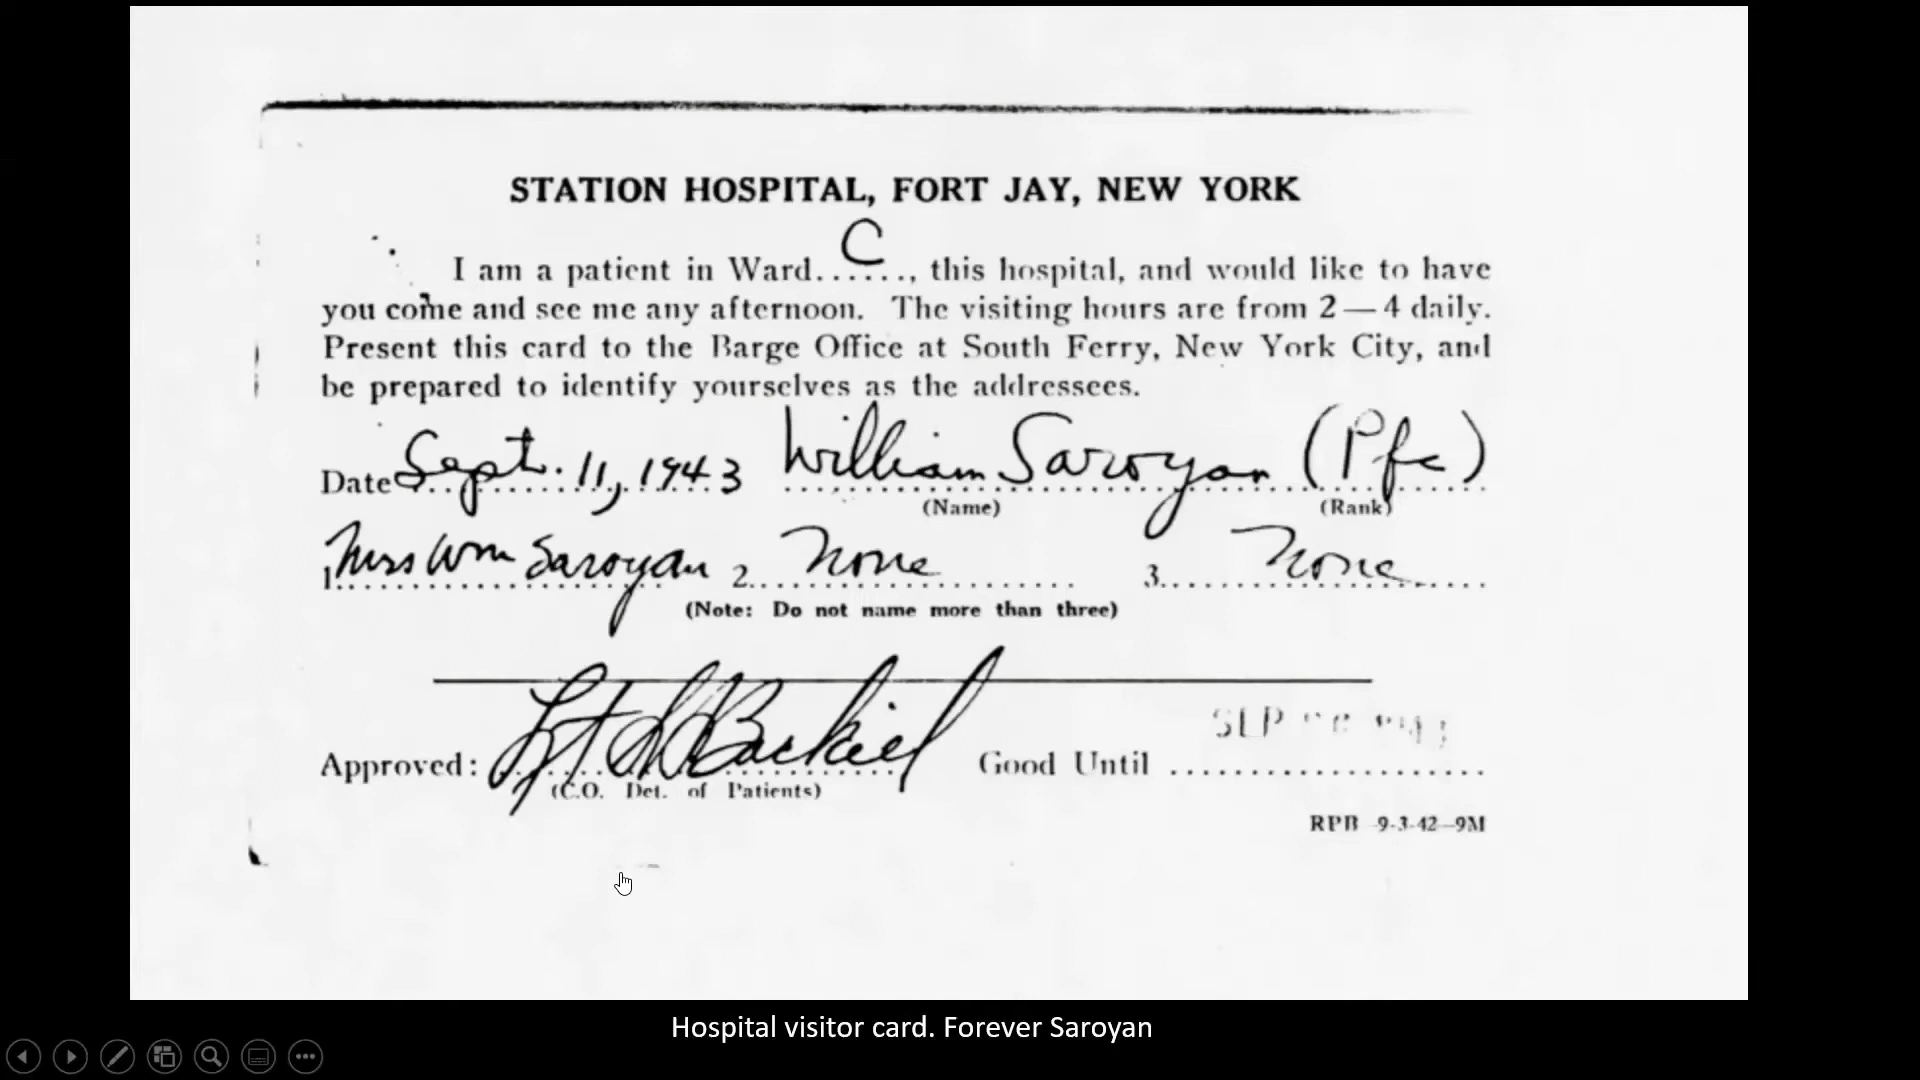 STATION HOSPITAL, FORT JAY, NEW YORK
I am a patient in Ward...C..., this hospital, and would like to have
you come and see me any afternoon. The visiting hours are from 2 — 4 daily.
Present this card to the Barge Office at South Ferry, New York City, and
be prepared to identify yourselves as the addressees.
Date Sept. 11, 1943 William Saroyan (Pfc)
(Name) (Rank)
1. Mrs Wm Saroyan 2. None 3. None
(Note: Do not name more than three)
Approved: Good Until SEP
(C.O. Det. of Patients)
RPB 9-3-42—9M
Hospital visitor card. Forever Saroyan